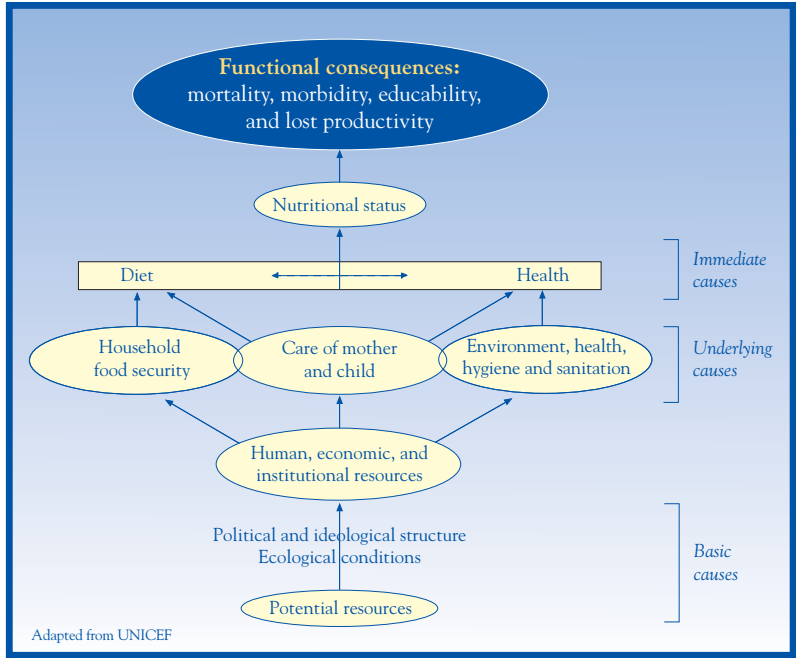 Functional consequences:
mortality, morbidity, educability,
and lost productivity
Nutritional status
Diet
Health
Immediate
causes
Household
food security
Care of mother
and child
Environment, health,
hygiene and sanitation
Underlying
causes
Human, economic, and
institutional resources
Political and ideological structure
Ecological conditions
Basic
causes
Potential resources
Adapted from UNICEF